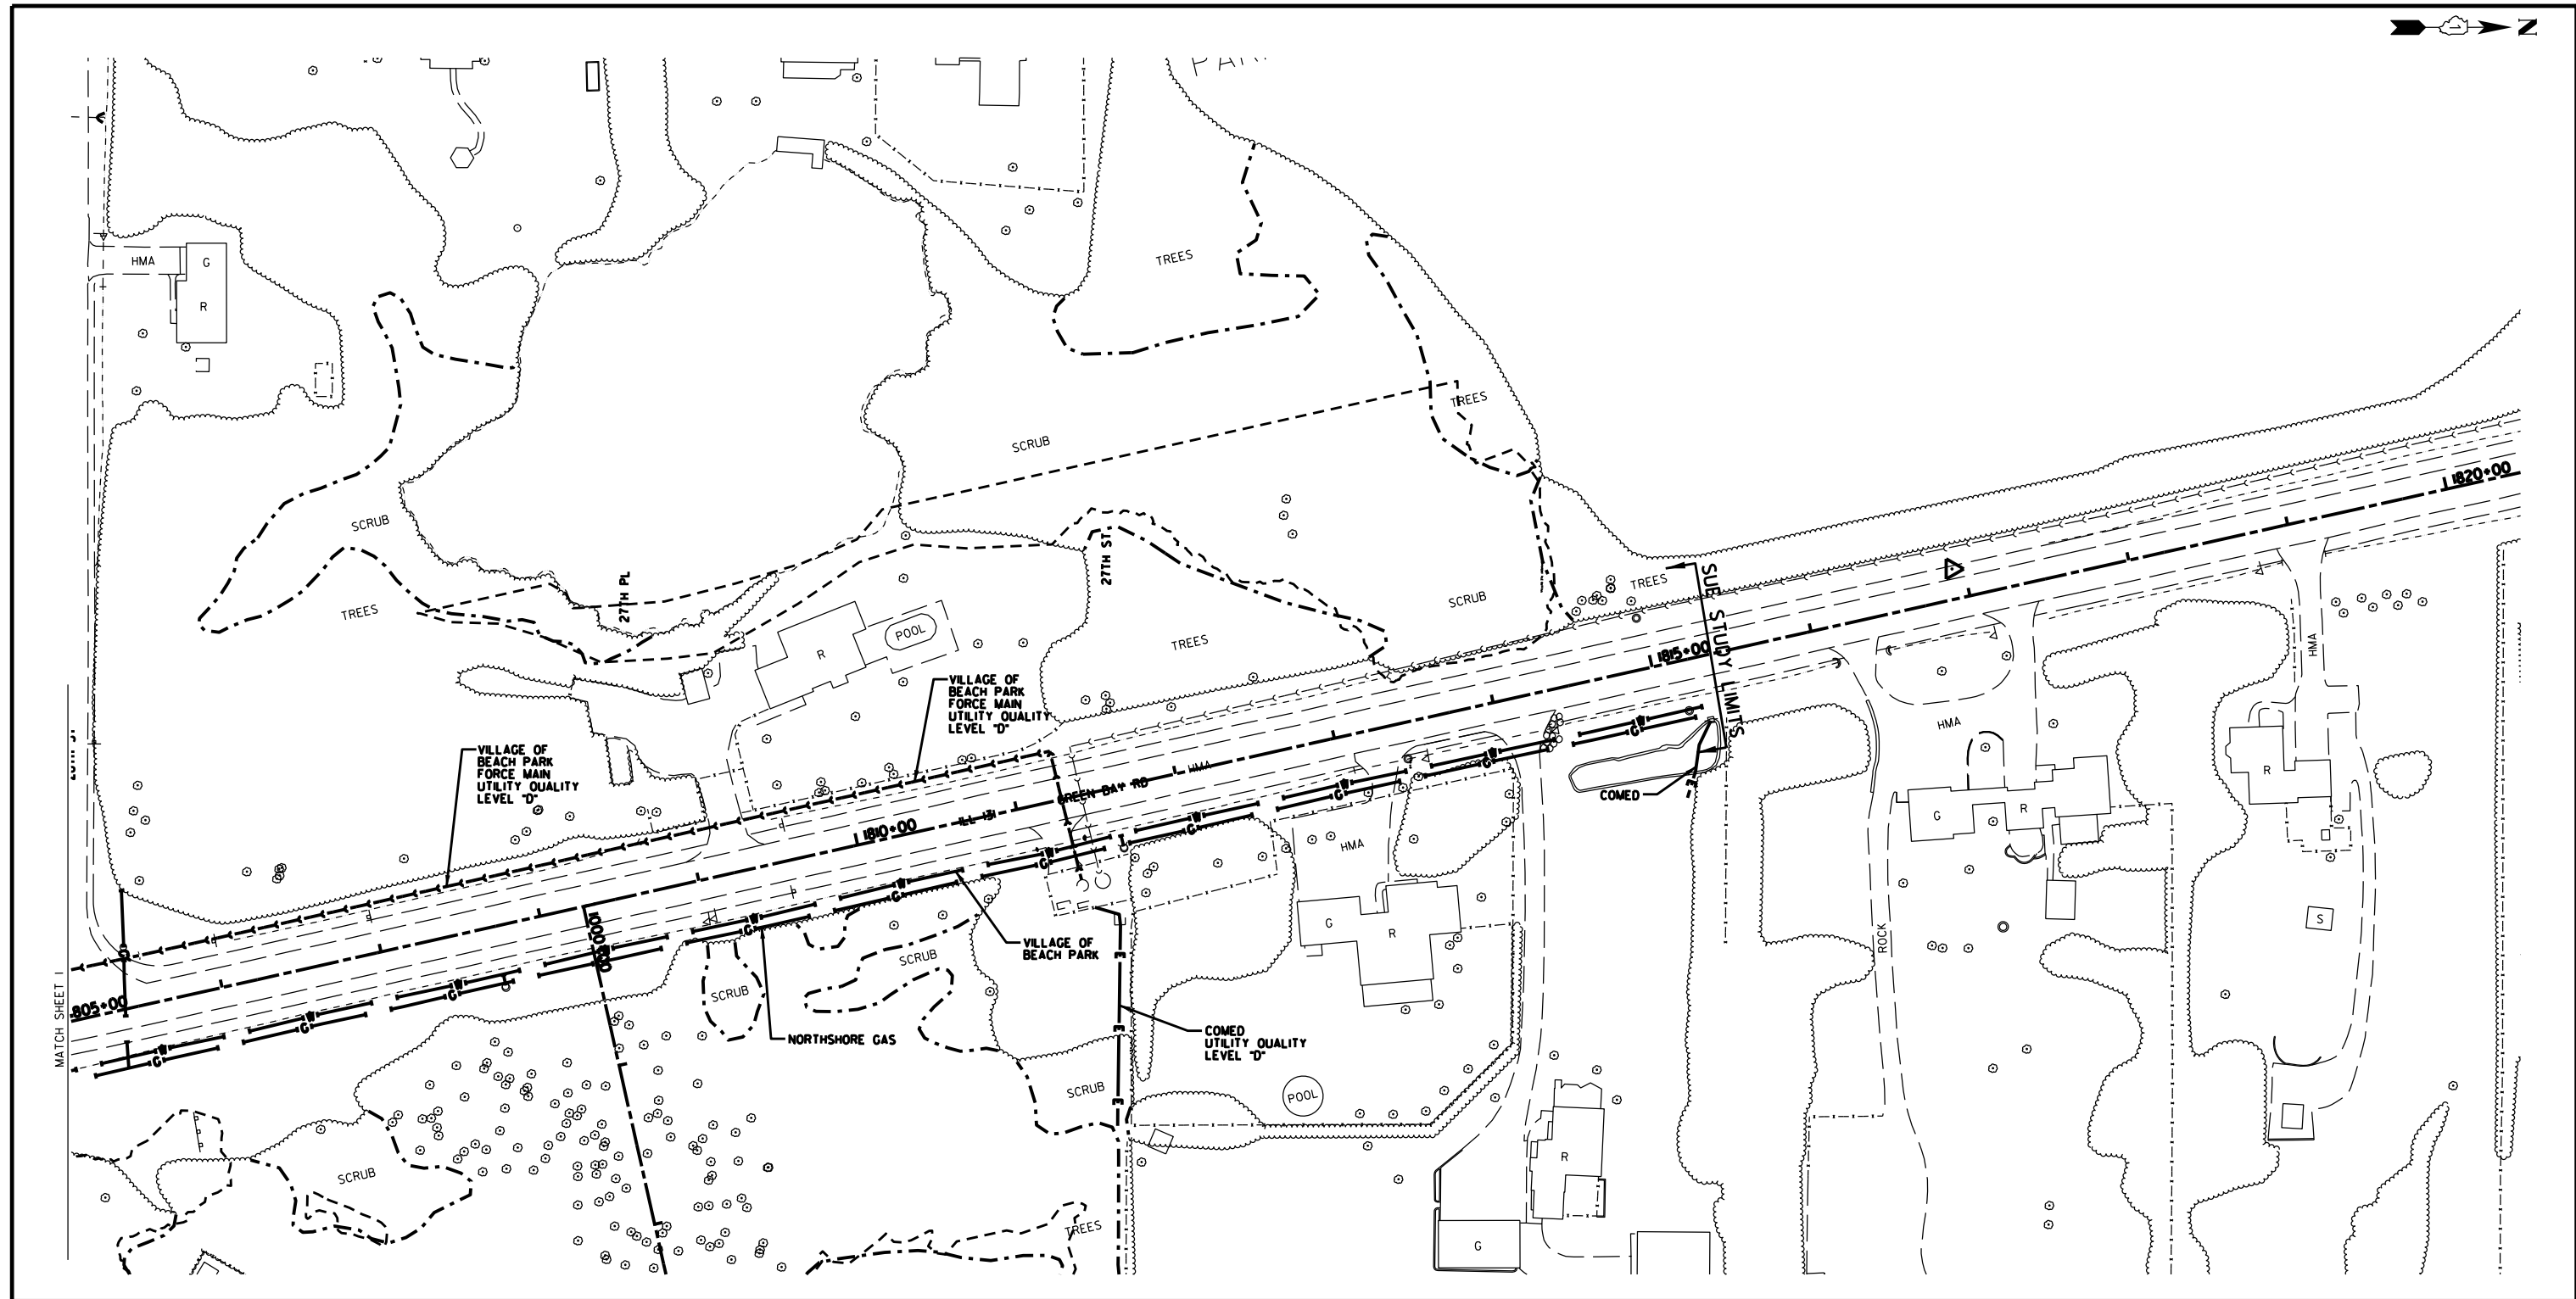 N
HMA
G
R
TREES
TREES
SCRUB
SCRUB
27TH ST
1820+00
TREES
27TH PL
TREES
SCRUB
POOL
R
TREES
SUE STUDY LIMITS
1815+00
HMA
HMA
VILLAGE OF
BEACH PARK
FORCE MAIN
UTILITY QUALITY
LEVEL "D"
VILLAGE OF
BEACH PARK
FORCE MAIN
UTILITY QUALITY
LEVEL "D"
HMA
GREEN BAY RD
ILL 131
1810+00
COMED
R
G
R
HMA
G
R
S
ROCK
SCRUB
SCRUB
VILLAGE OF
BEACH PARK
805+00
MATCH SHEET 1
NORTHSHORE GAS
COMED
UTILITY QUALITY
LEVEL "D"
SCRUB
POOL
SCRUB
R
TREES
G
W
G
W
G
W
G
W
G
W
G
W
G
W
G
W
G
W
G
W
G
W
G